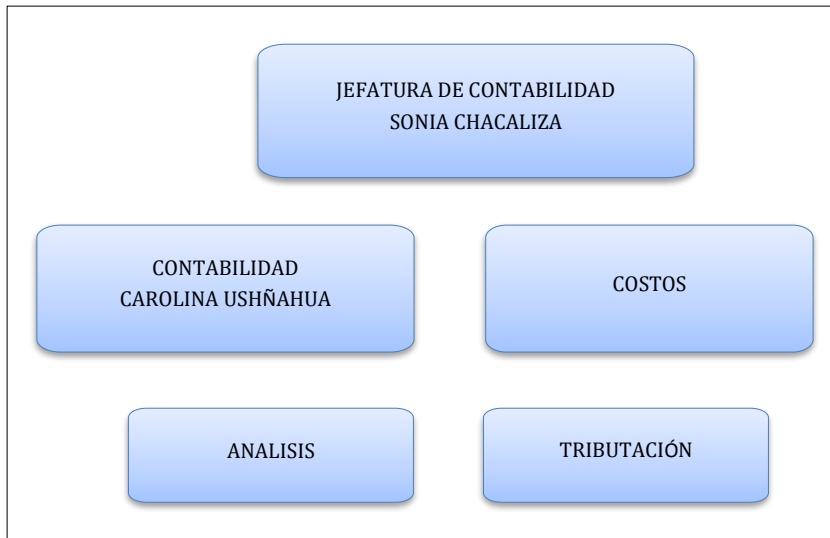 JEFATURA DE CONTABILIDAD
SONIA CHACALIZA
CONTABILIDAD
CAROLINA USHÑAHUA
COSTOS
ANALISIS
TRIBUTACIÓN